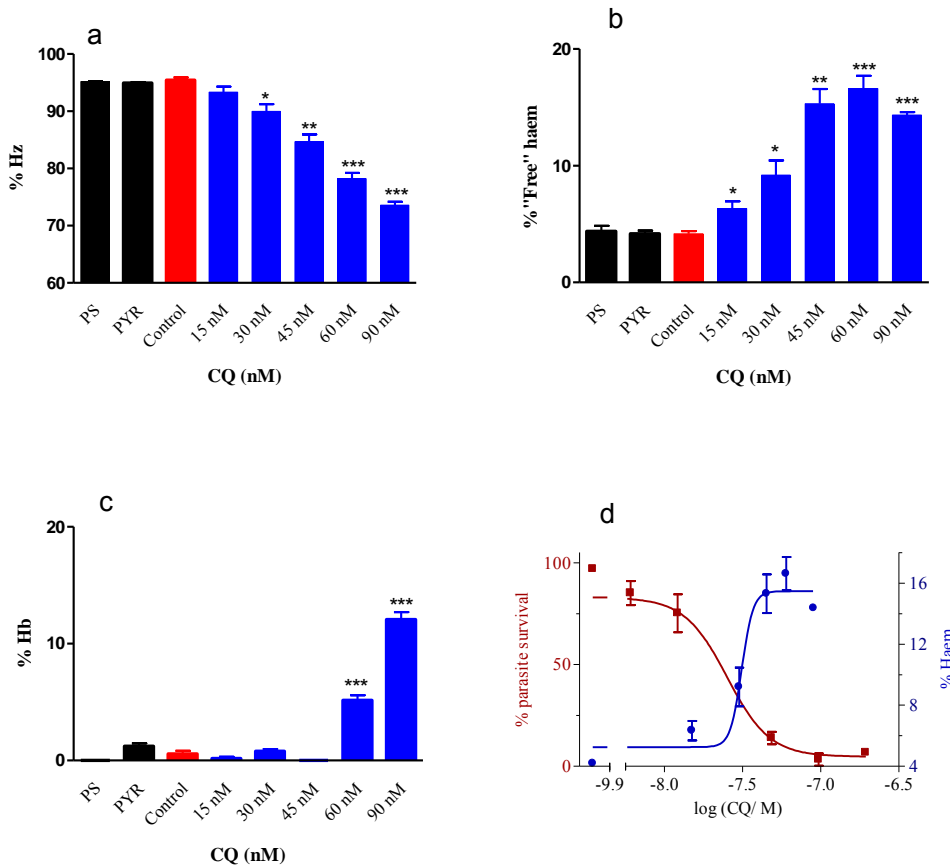 a
100
90
80
70
60
% Hz
*
**
***
***
PS
PYR
Control
15 nM
30 nM
45 nM
60 nM
90 nM
CQ (nM)
b
20
10
0
% "Free" haem
*
*
**
***
***
PS
PYR
Control
15 nM
30 nM
45 nM
60 nM
90 nM
CQ (nM)
c
20
10
0
% Hb
***
***
PS
PYR
Control
15 nM
30 nM
45 nM
60 nM
90 nM
CQ (nM)
d
100
50
0
% parasite survival
16
12
8
4
% Haem
-9.9
-8.0
-7.5
-7.0
-6.5
log (CQ/ M)